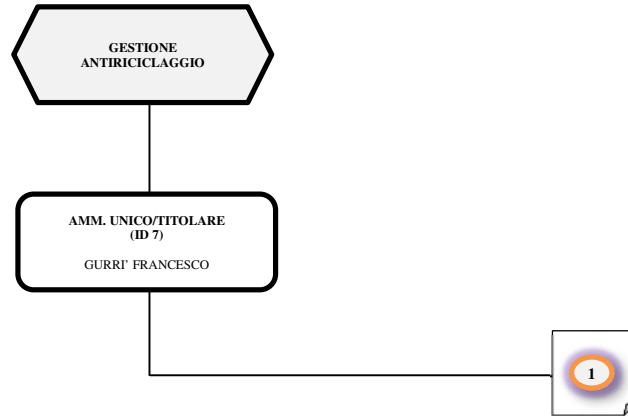 GESTIONE
ANTIRICICLAGGIO
AMM. UNICO/TITOLARE
(ID 7)
GURRI' FRANCESCO
1